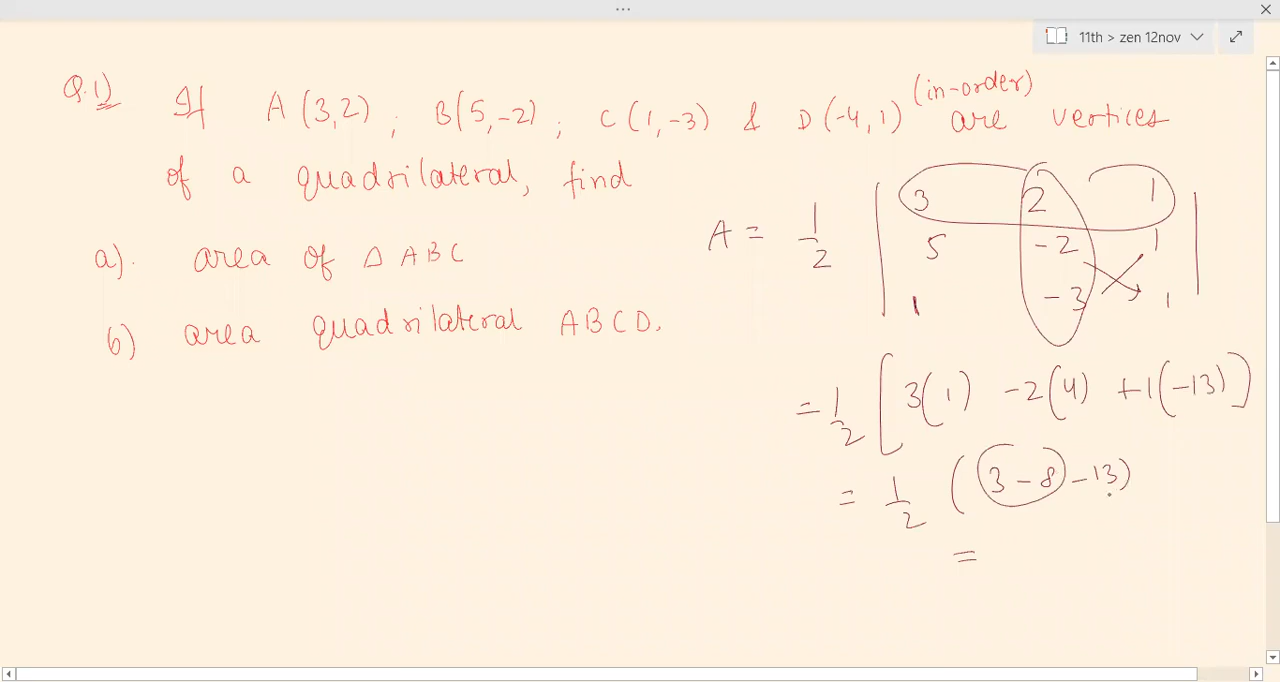 ...
11th > zen 12nov
Q.1) If A(3,2) ; B(5,-2) ; C(1,-3) & D(-4,1) (in-order) are vertices
of a quadrilateral, find
a). area of Δ ABC
b) area quadrilateral ABCD.
A = 1/2 | 3 2 1
5 -2 1
1 -3 1 |
= 1/2 [ 3(1) -2(4) +1(-13) ]
= 1/2 ( 3 - 8 - 13)
=